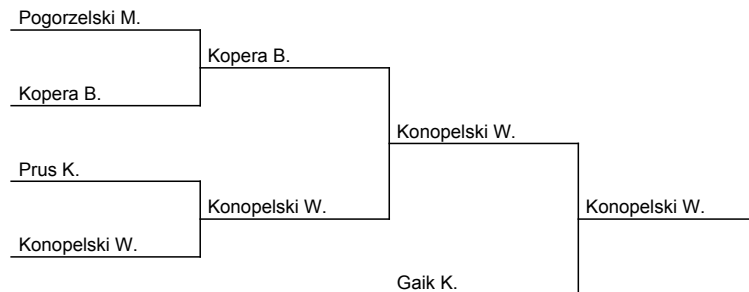 Pogorzelski M.
Kopera B.
Kopera B.
Konopelski W.
Prus K.
Konopelski W.
Konopelski W.
Konopelski W.
Gaik K.